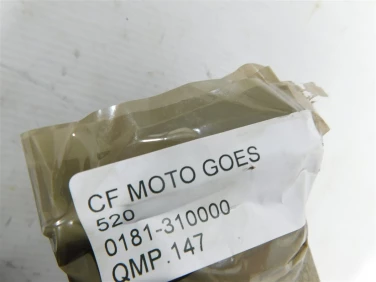 CF MOTO GOES
520
0181-310000
QMP.147